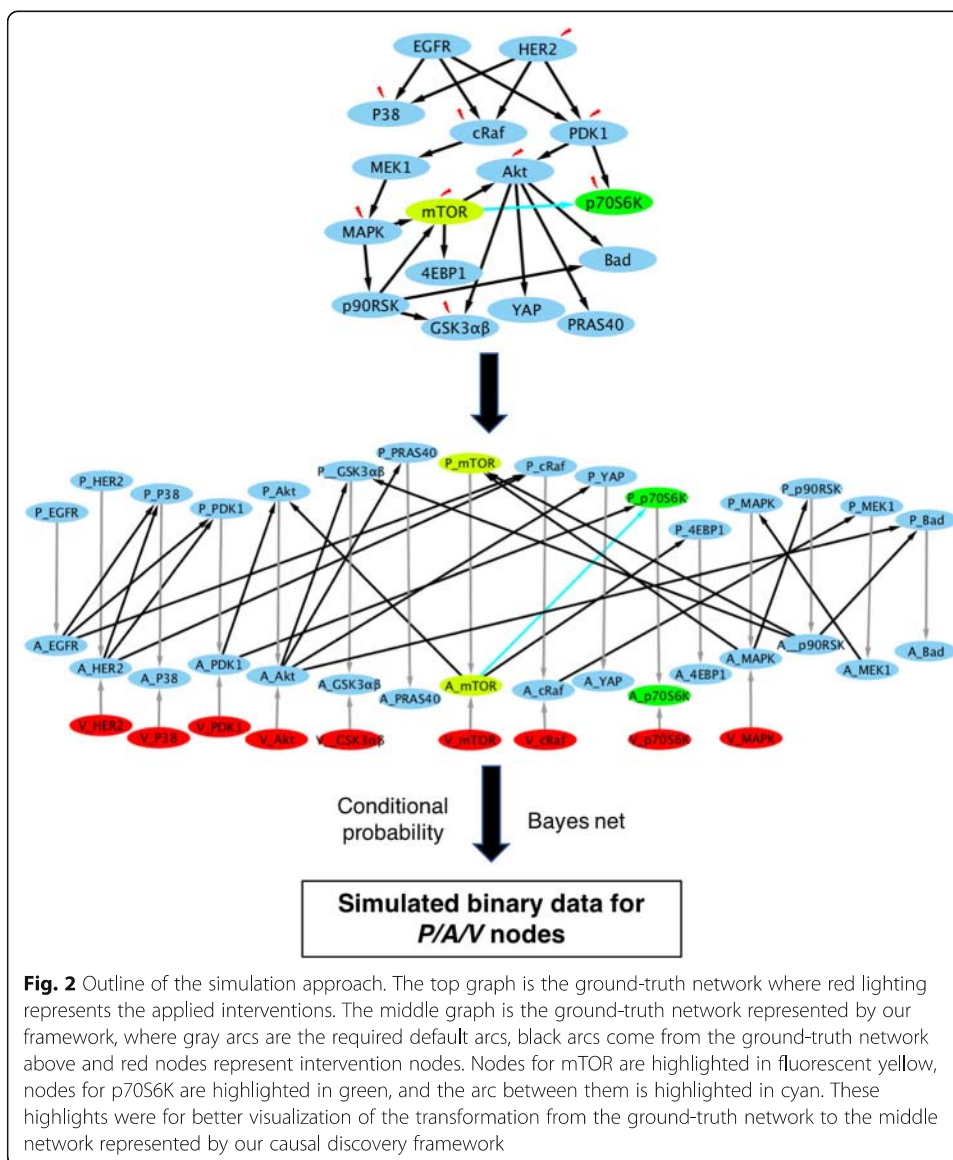 EGFR
HER2
P38
cRaf
PDK1
MEK1
Akt
mTOR
p70S6K
MAPK
4EBP1
Bad
p90RSK
GSK3αβ
YAP
PRAS40
P_HER2
P_P38
P_EGFR
P_PDK1
P_Akt
P__GSK3αβ
P_PRAS40
P_mTOR
P_cRaf
P_YAP
P_p70S6K
P_4EBP1
P_MAPK
P_p90RSK
P_MEK1
P_Bad
A_EGFR
A_HER2
A_P38
A_PDK1
A_Akt
A_GSK3αβ
A_PRAS40
A_mTOR
A_cRaf
A_YAP
A_p70S6K
A_4EBP1
A_MAPK
A__p90RSK
A_MEK1
A_Bad
V_HER2
V_P38
V_PDK1
V_Akt
V__GSK3αβ
V_mTOR
V_cRaf
V_p70S6K
V_MAPK
Conditional probability
Bayes net
Simulated binary data for
P/A/V nodes
Fig. 2 Outline of the simulation approach. The top graph is the ground-truth network where red lighting
represents the applied interventions. The middle graph is the ground-truth network represented by our
framework, where gray arcs are the required default arcs, black arcs come from the ground-truth network
above and red nodes represent intervention nodes. Nodes for mTOR are highlighted in fluorescent yellow,
nodes for p70S6K are highlighted in green, and the arc between them is highlighted in cyan. These
highlights were for better visualization of the transformation from the ground-truth network to the middle
network represented by our causal discovery framework